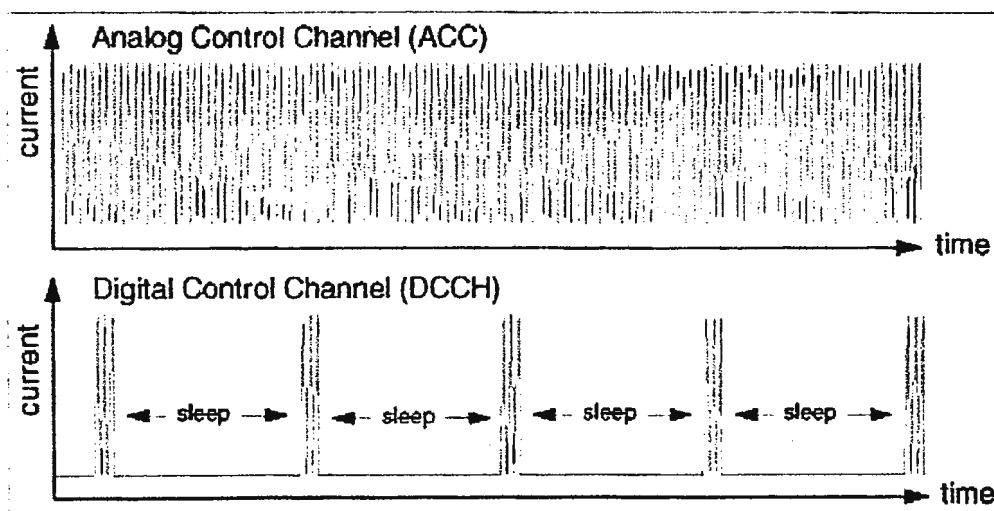 Analog Control Channel (ACC)
current
time
Digital Control Channel (DCCH)
current
sleep
sleep
sleep
sleep
time